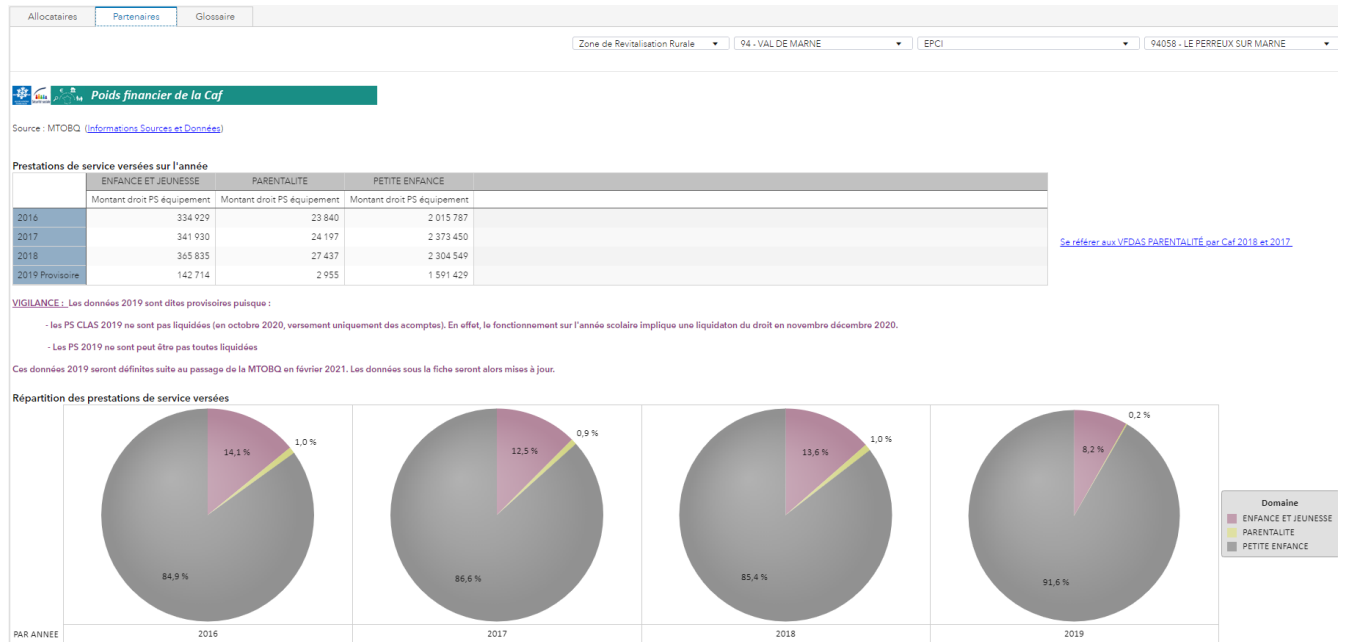 Allocataires Partenaires Glossaire
Zone de Revitalisation Rurale 94 - VAL DE MARNE EPCI 94058 - LE PERREUX SUR MARNE
Poids financier de la Caf
Source : MTOBQ (Informations Sources et Données)
Prestations de service versées sur l'année
ENFANCE ET JEUNESSE PARENTALITE PETITE ENFANCE
Montant droit PS équipement Montant droit PS équipement Montant droit PS équipement
2016 334 929 23 840 2 015 787
2017 341 930 24 197 2 373 450
2018 365 835 27 437 2 304 549
2019 Provisoire 142 714 2 955 1 591 429
Se référer aux VFDAS PARENTALITÉ par Caf 2018 et 2017
VIGILANCE : Les données 2019 sont dites provisoires puisque :
- les PS CLAS 2019 ne sont pas liquidées (en octobre 2020, versement uniquement des acomptes). En effet, le fonctionnement sur l'année scolaire implique une liquidaton du droit en novembre décembre 2020.
- Les PS 2019 ne sont peut être pas toutes liquidées
Ces données 2019 seront définites suite au passage de la MTOBQ en février 2021. Les données sous la fiche seront alors mises à jour.
Répartition des prestations de service versées
14,1 % 1,0 % 84,9 %
12,5 % 0,9 % 86,6 %
13,6 % 1,0 % 85,4 %
8,2 % 0,2 % 91,6 %
Domaine
ENFANCE ET JEUNESSE
PARENTALITE
PETITE ENFANCE
PAR ANNEE 2016 2017 2018 2019